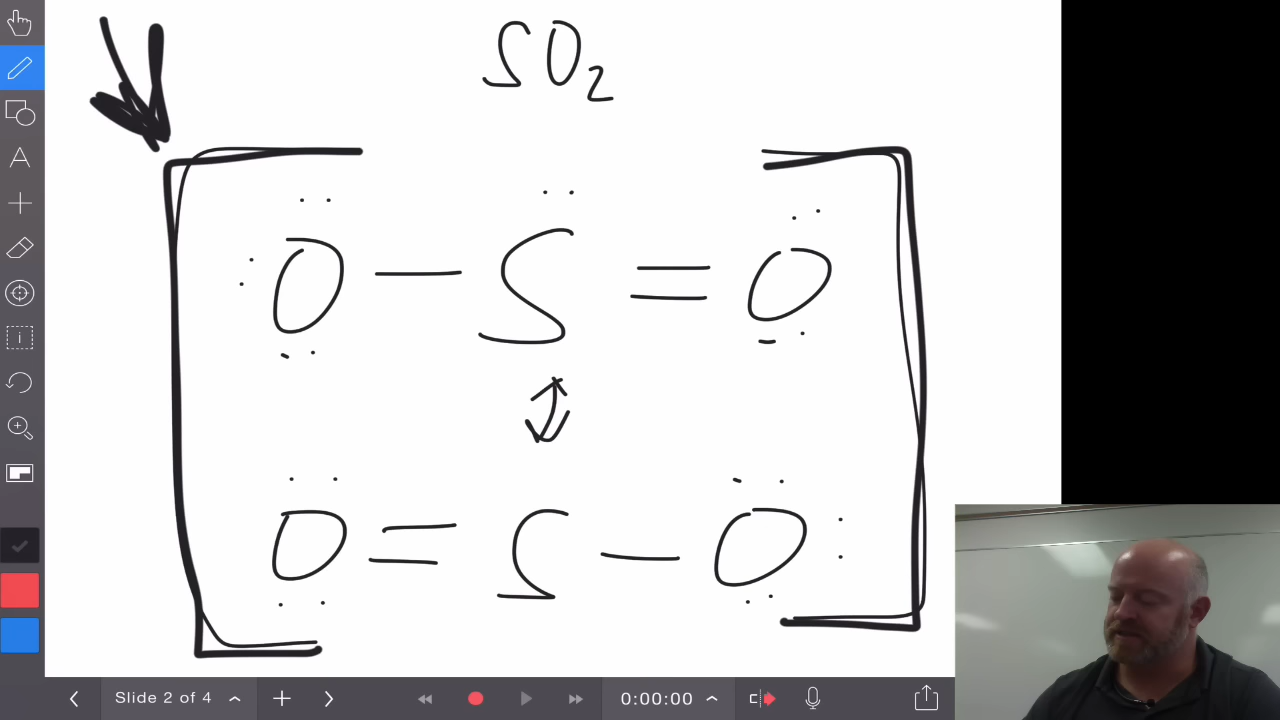 SO₂
O — S = O
O = S — O
A
Slide 2 of 4
0:00:00